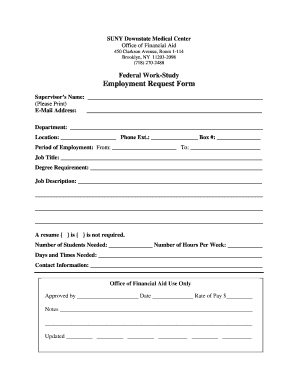 SUNY Downstate Medical Center
Office of Financial Aid
450 Clarkson Avenue, Room 1-114
Brooklyn, NY 11203-2098
(718) 270-2488
Federal Work-Study
Employment Request Form
Supervisor's Name:
(Please Print)
E-Mail Address:
Department:
Location: Phone Ext.: Box #:
Period of Employment: From: To:
Job Title:
Degree Requirement:
Job Description:
A resume ( ) is ( ) is not required.
Number of Students Needed: Number of Hours Per Week:
Days and Times Needed:
Contact Information:
Office of Financial Aid Use Only
Approved by Date Rate of Pay $
Notes
Updated